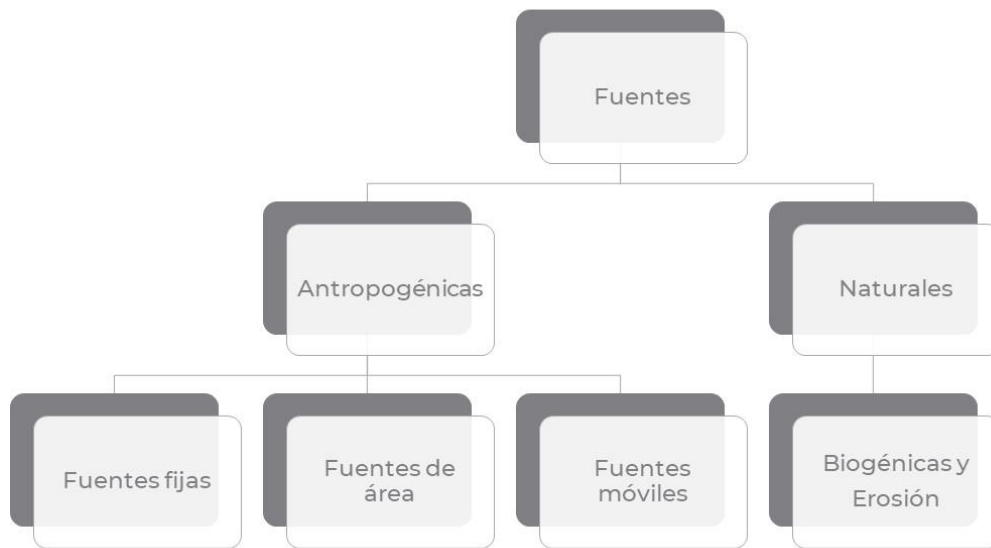 Fuentes
Antropogénicas
Naturales
Fuentes fijas
Fuentes de
área
Fuentes
móviles
Biogénicas y
Erosión